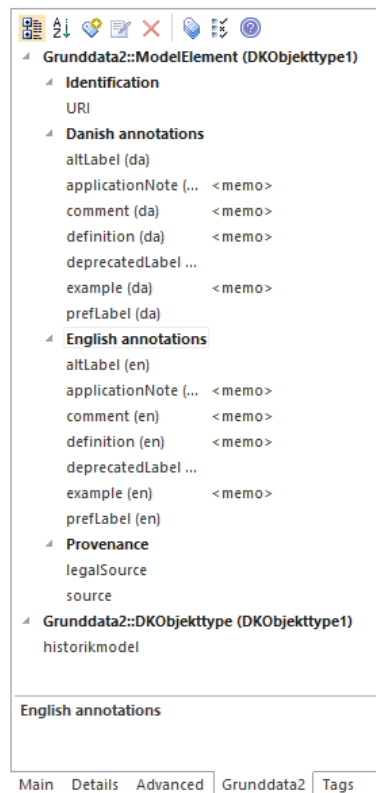 Grunddata2::ModelElement (DKObjekttype1)
Identification
URI
Danish annotations
altLabel (da)
applicationNote (... <memo>
comment (da) <memo>
definition (da) <memo>
deprecatedLabel ...
example (da) <memo>
prefLabel (da)
English annotations
altLabel (en)
applicationNote (... <memo>
comment (en) <memo>
definition (en) <memo>
deprecatedLabel ...
example (en) <memo>
prefLabel (en)
Provenance
legalSource
source
Grunddata2::DKObjekttype (DKObjekttype1)
historikmodel
English annotations
Main Details Advanced Grunddata2 Tags